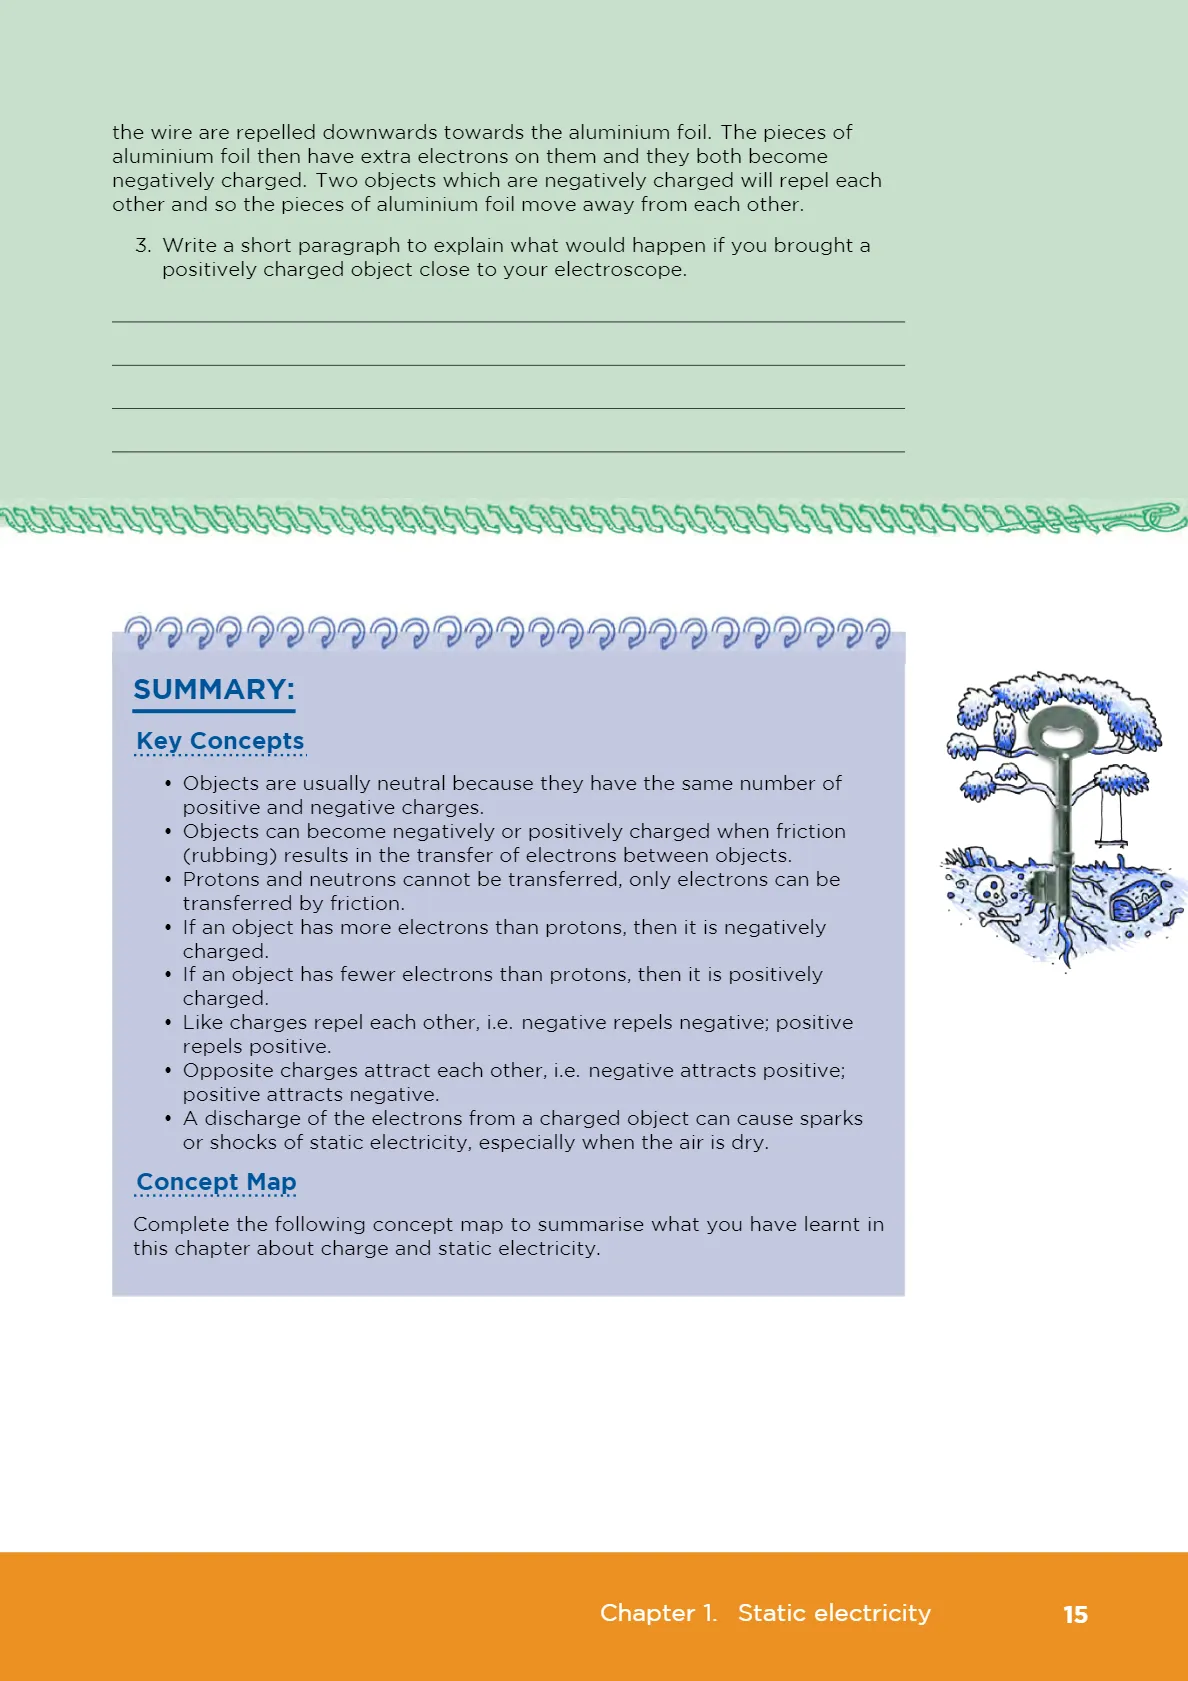 the wire are repelled downwards towards the aluminium foil. The pieces of
aluminium foil then have extra electrons on them and they both become
negatively charged. Two objects which are negatively charged will repel each
other and so the pieces of aluminium foil move away from each other.
3. Write a short paragraph to explain what would happen if you brought a
positively charged object close to your electroscope.
SUMMARY:
Key Concepts
• Objects are usually neutral because they have the same number of
positive and negative charges.
• Objects can become negatively or positively charged when friction
(rubbing) results in the transfer of electrons between objects.
• Protons and neutrons cannot be transferred, only electrons can be
transferred by friction.
• If an object has more electrons than protons, then it is negatively
charged.
• If an object has fewer electrons than protons, then it is positively
charged.
• Like charges repel each other, i.e. negative repels negative; positive
repels positive.
• Opposite charges attract each other, i.e. negative attracts positive;
positive attracts negative.
• A discharge of the electrons from a charged object can cause sparks
or shocks of static electricity, especially when the air is dry.
Concept Map
Complete the following concept map to summarise what you have learnt in
this chapter about charge and static electricity.
Chapter 1. Static electricity 15